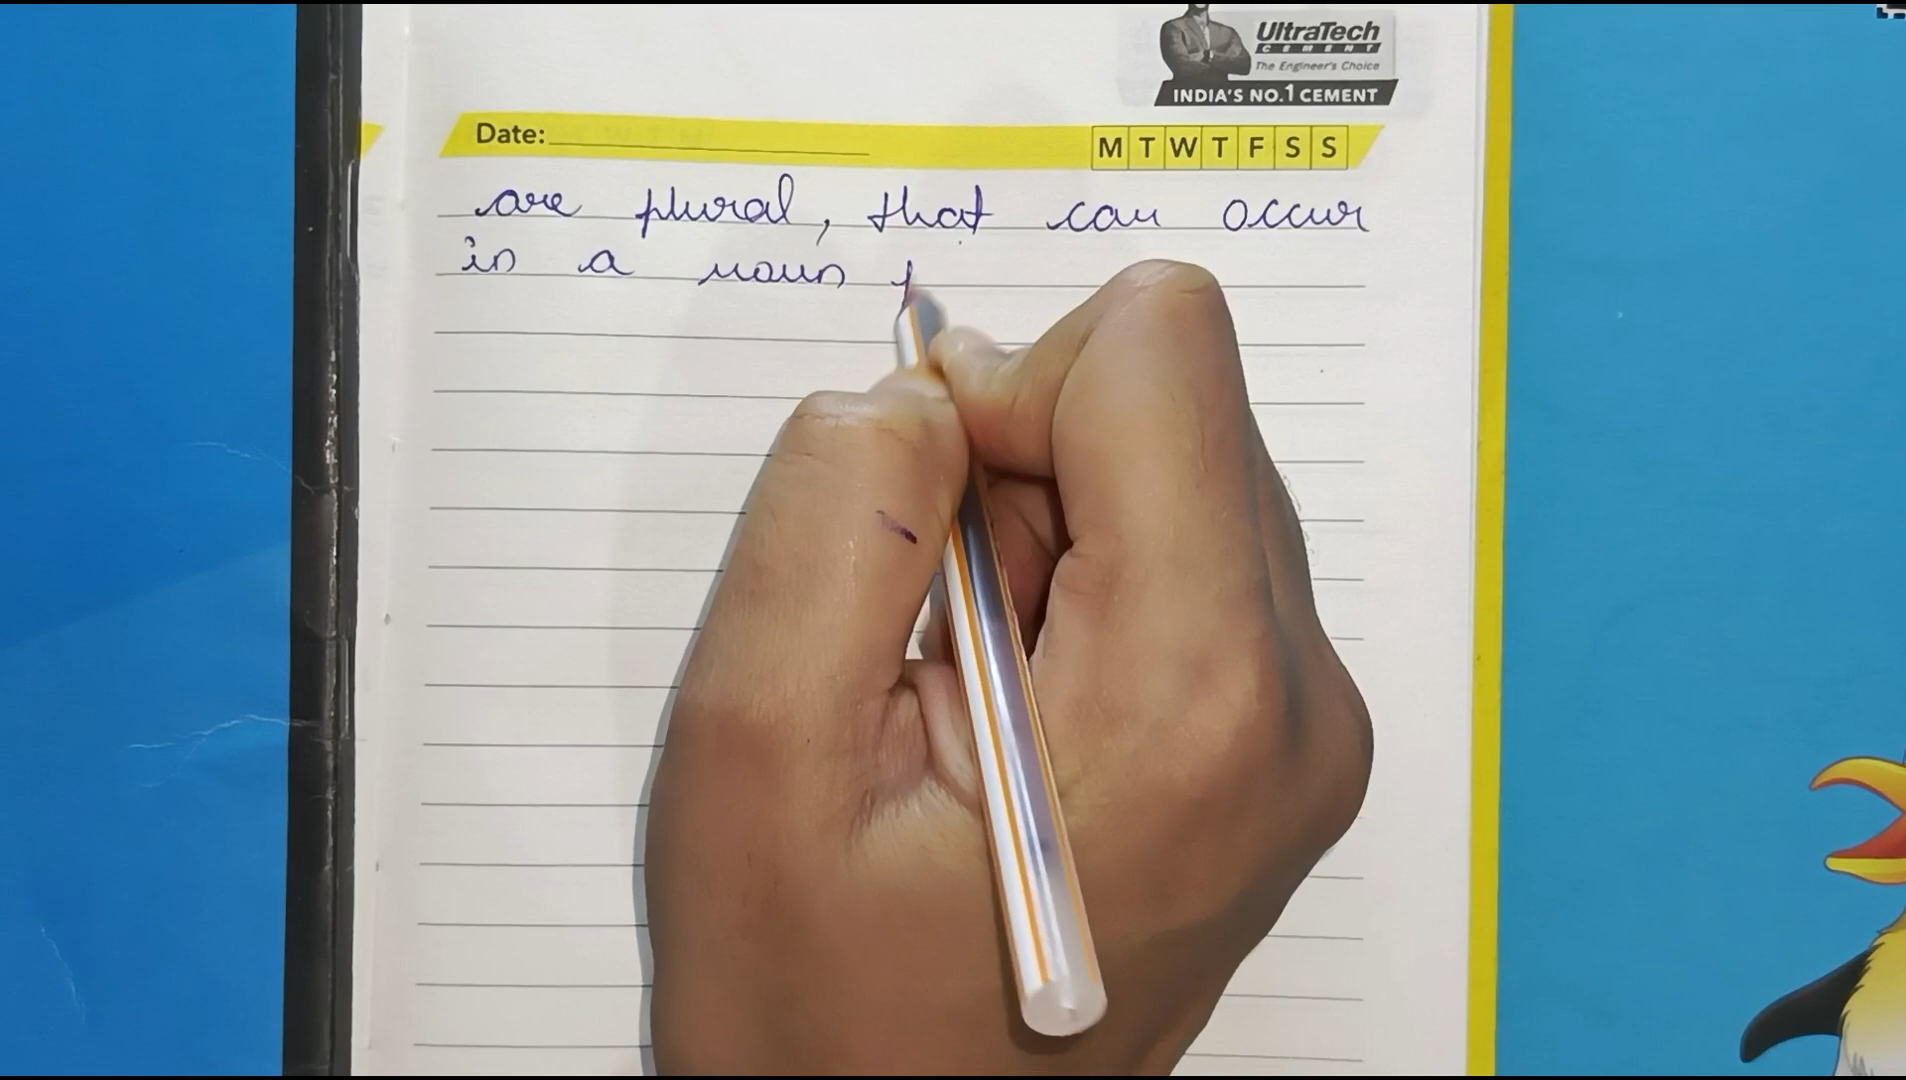 UltraTech
CEMENT
The Engineer's Choice
INDIA'S NO.1 CEMENT
Date:
M T W T F S S
are plural, that can occur
in a noun p